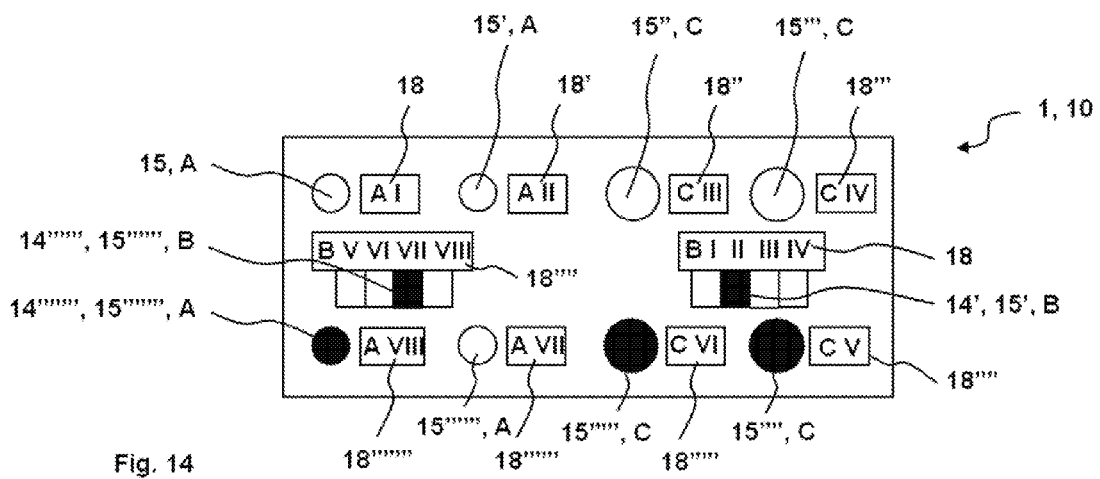 15', A
15”, C
15”', C
18
18'
18”
18”'
1, 10
15, A
A I
A II
C III
C IV
14”””', 15”””', B
B V VI VII VIII
B I II III IV
18
18””
14””””, 15””””, A
14', 15', B
A VIII
A VII
C VI
C V
18””
15”””, A
15””', C
15””, C
18””””
18”””
18””'
Fig. 14